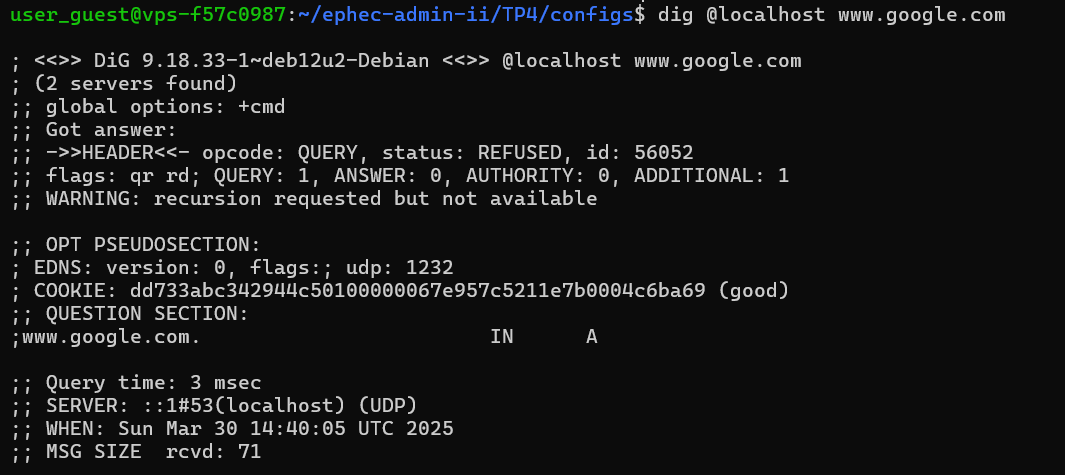 user_guest@vps-f57c0987:~/ephec-admin-ii/TP4/configs$ dig @localhost www.google.com
; <<>> DiG 9.18.33-1~deb12u2-Debian <<>> @localhost www.google.com
; (2 servers found)
;; global options: +cmd
;; Got answer:
;; ->>HEADER<<- opcode: QUERY, status: REFUSED, id: 56052
;; flags: qr rd; QUERY: 1, ANSWER: 0, AUTHORITY: 0, ADDITIONAL: 1
;; WARNING: recursion requested but not available
;; OPT PSEUDOSECTION:
; EDNS: version: 0, flags:; udp: 1232
; COOKIE: dd733abc342944c50100000067e957c5211e7b0004c6ba69 (good)
;; QUESTION SECTION:
;www.google.com. IN A
;; Query time: 3 msec
;; SERVER: ::1#53(localhost) (UDP)
;; WHEN: Sun Mar 30 14:40:05 UTC 2025
;; MSG SIZE rcvd: 71